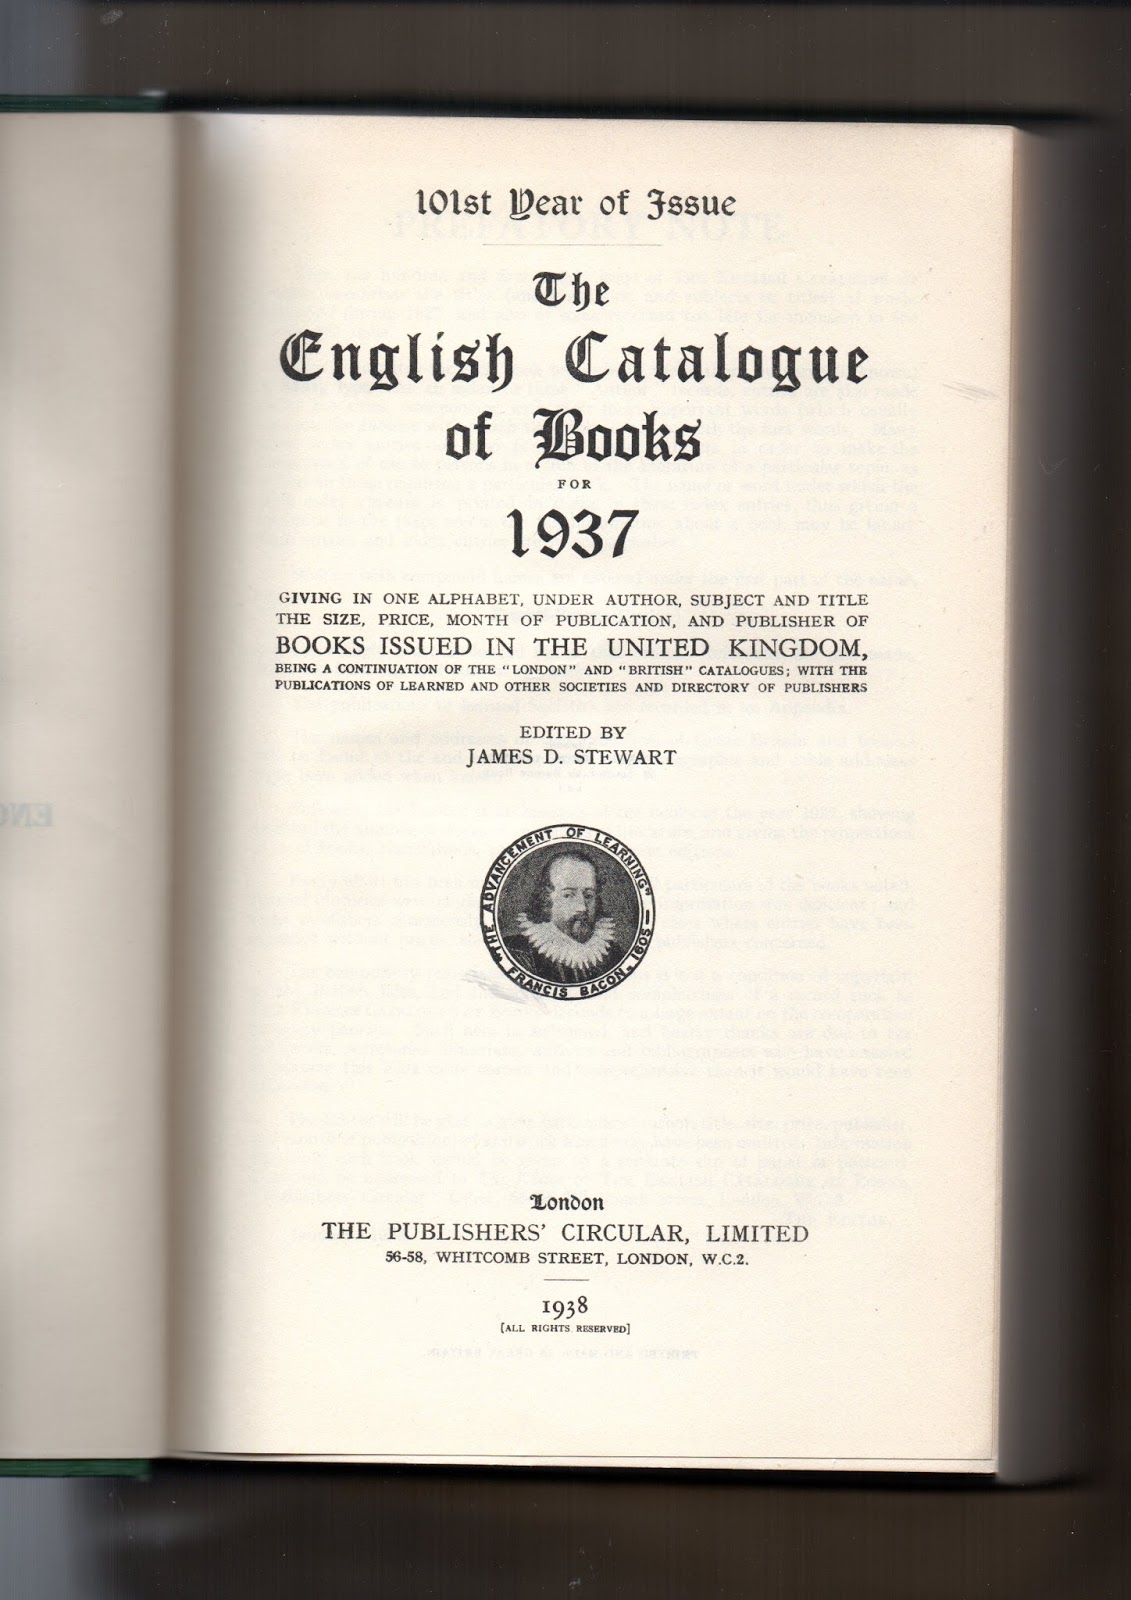 101st Year of Issue
The
English Catalogue
of Books
FOR
1937
GIVING IN ONE ALPHABET, UNDER AUTHOR, SUBJECT AND TITLE
THE SIZE, PRICE, MONTH OF PUBLICATION, AND PUBLISHER OF
BOOKS ISSUED IN THE UNITED KINGDOM,
BEING A CONTINUATION OF THE "LONDON" AND "BRITISH" CATALOGUES; WITH THE
PUBLICATIONS OF LEARNED AND OTHER SOCIETIES AND DIRECTORY OF PUBLISHERS
EDITED BY
JAMES D. STEWART
"THE ADVANCEMENT OF LEARNING"
FRANCIS BACON, 1605
London
THE PUBLISHERS' CIRCULAR, LIMITED
56-58, WHITCOMB STREET, LONDON, W.C.2.
1938
[ALL RIGHTS RESERVED]